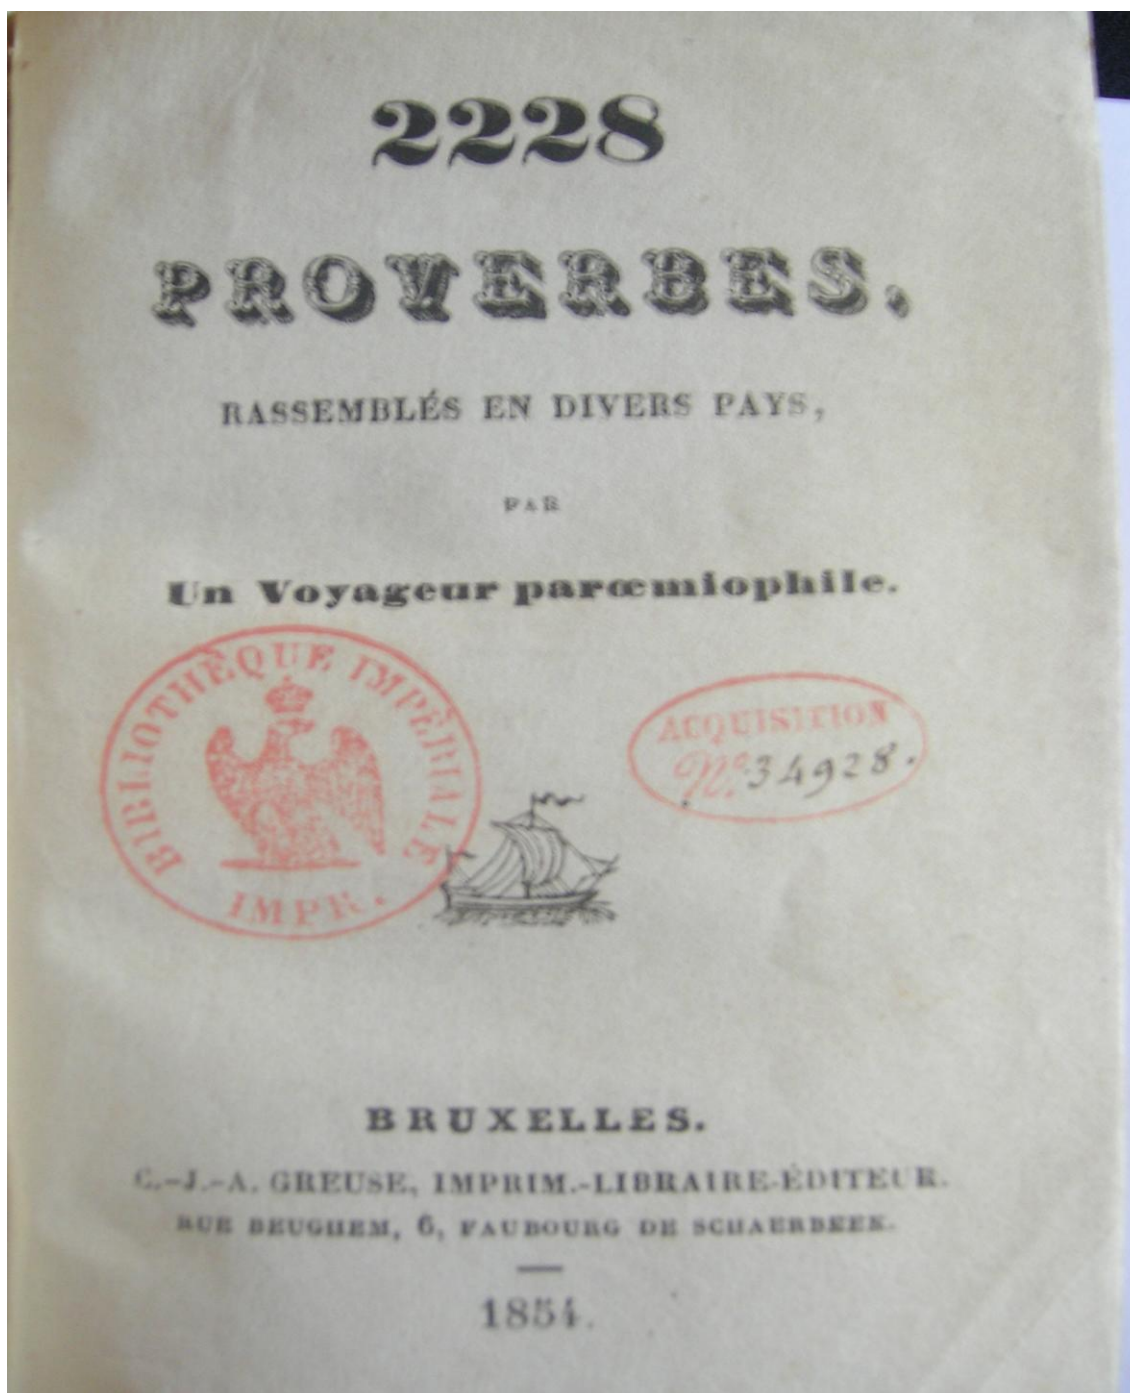 2228
PROVERBES,
RASSEMBLÉS EN DIVERS PAYS,
PAR
Un Voyageur parœmiophile.
BIBLIOTHÈQUE IMPÉRIALE
IMPR.
ACQUISITION
No. 34928.
BRUXELLES.
C.-J.-A. GREUSE, IMPRIM.-LIBRAIRE-ÉDITEUR.
RUE BEUGHEM, 6, FAUBOURG DE SCHAERBEEK.
1854.